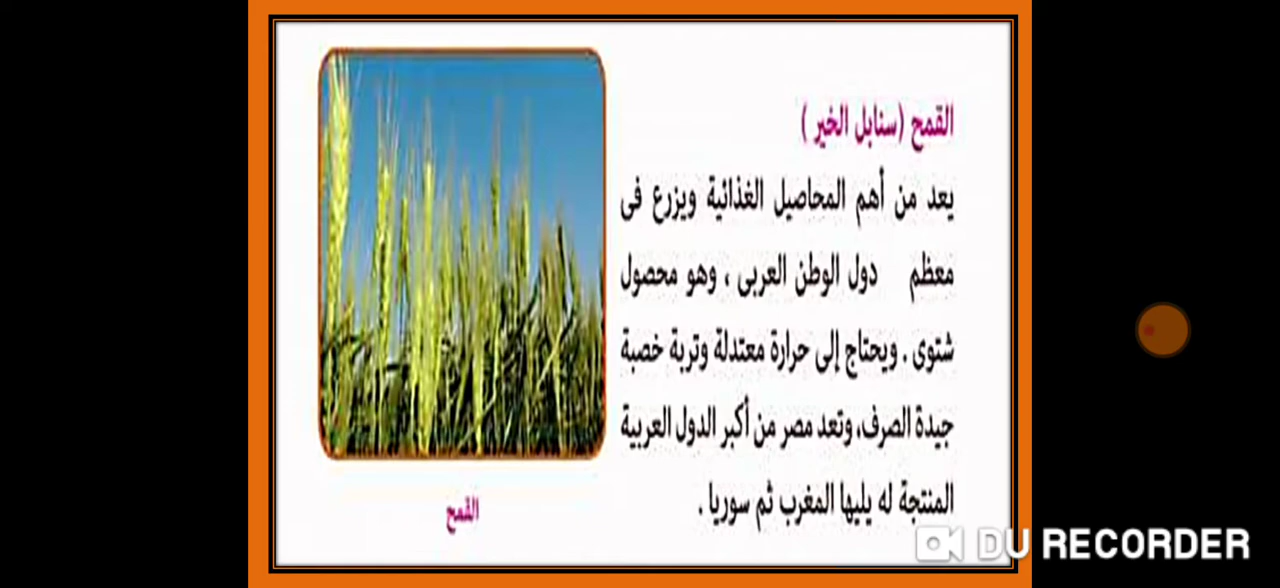 القمح (سنابل الخير )
يعد من أهم المحاصيل الغذائية ويزرع فى
معظم دول الوطن العربى ، وهو محصول
شتوى . ويحتاج إلى حرارة معتدلة وتربة خصبة
جيدة الصرف، وتعد مصر من أكبر الدول العربية
المنتجة له يليها المغرب ثم سوريا .
القمح
DU RECORDER